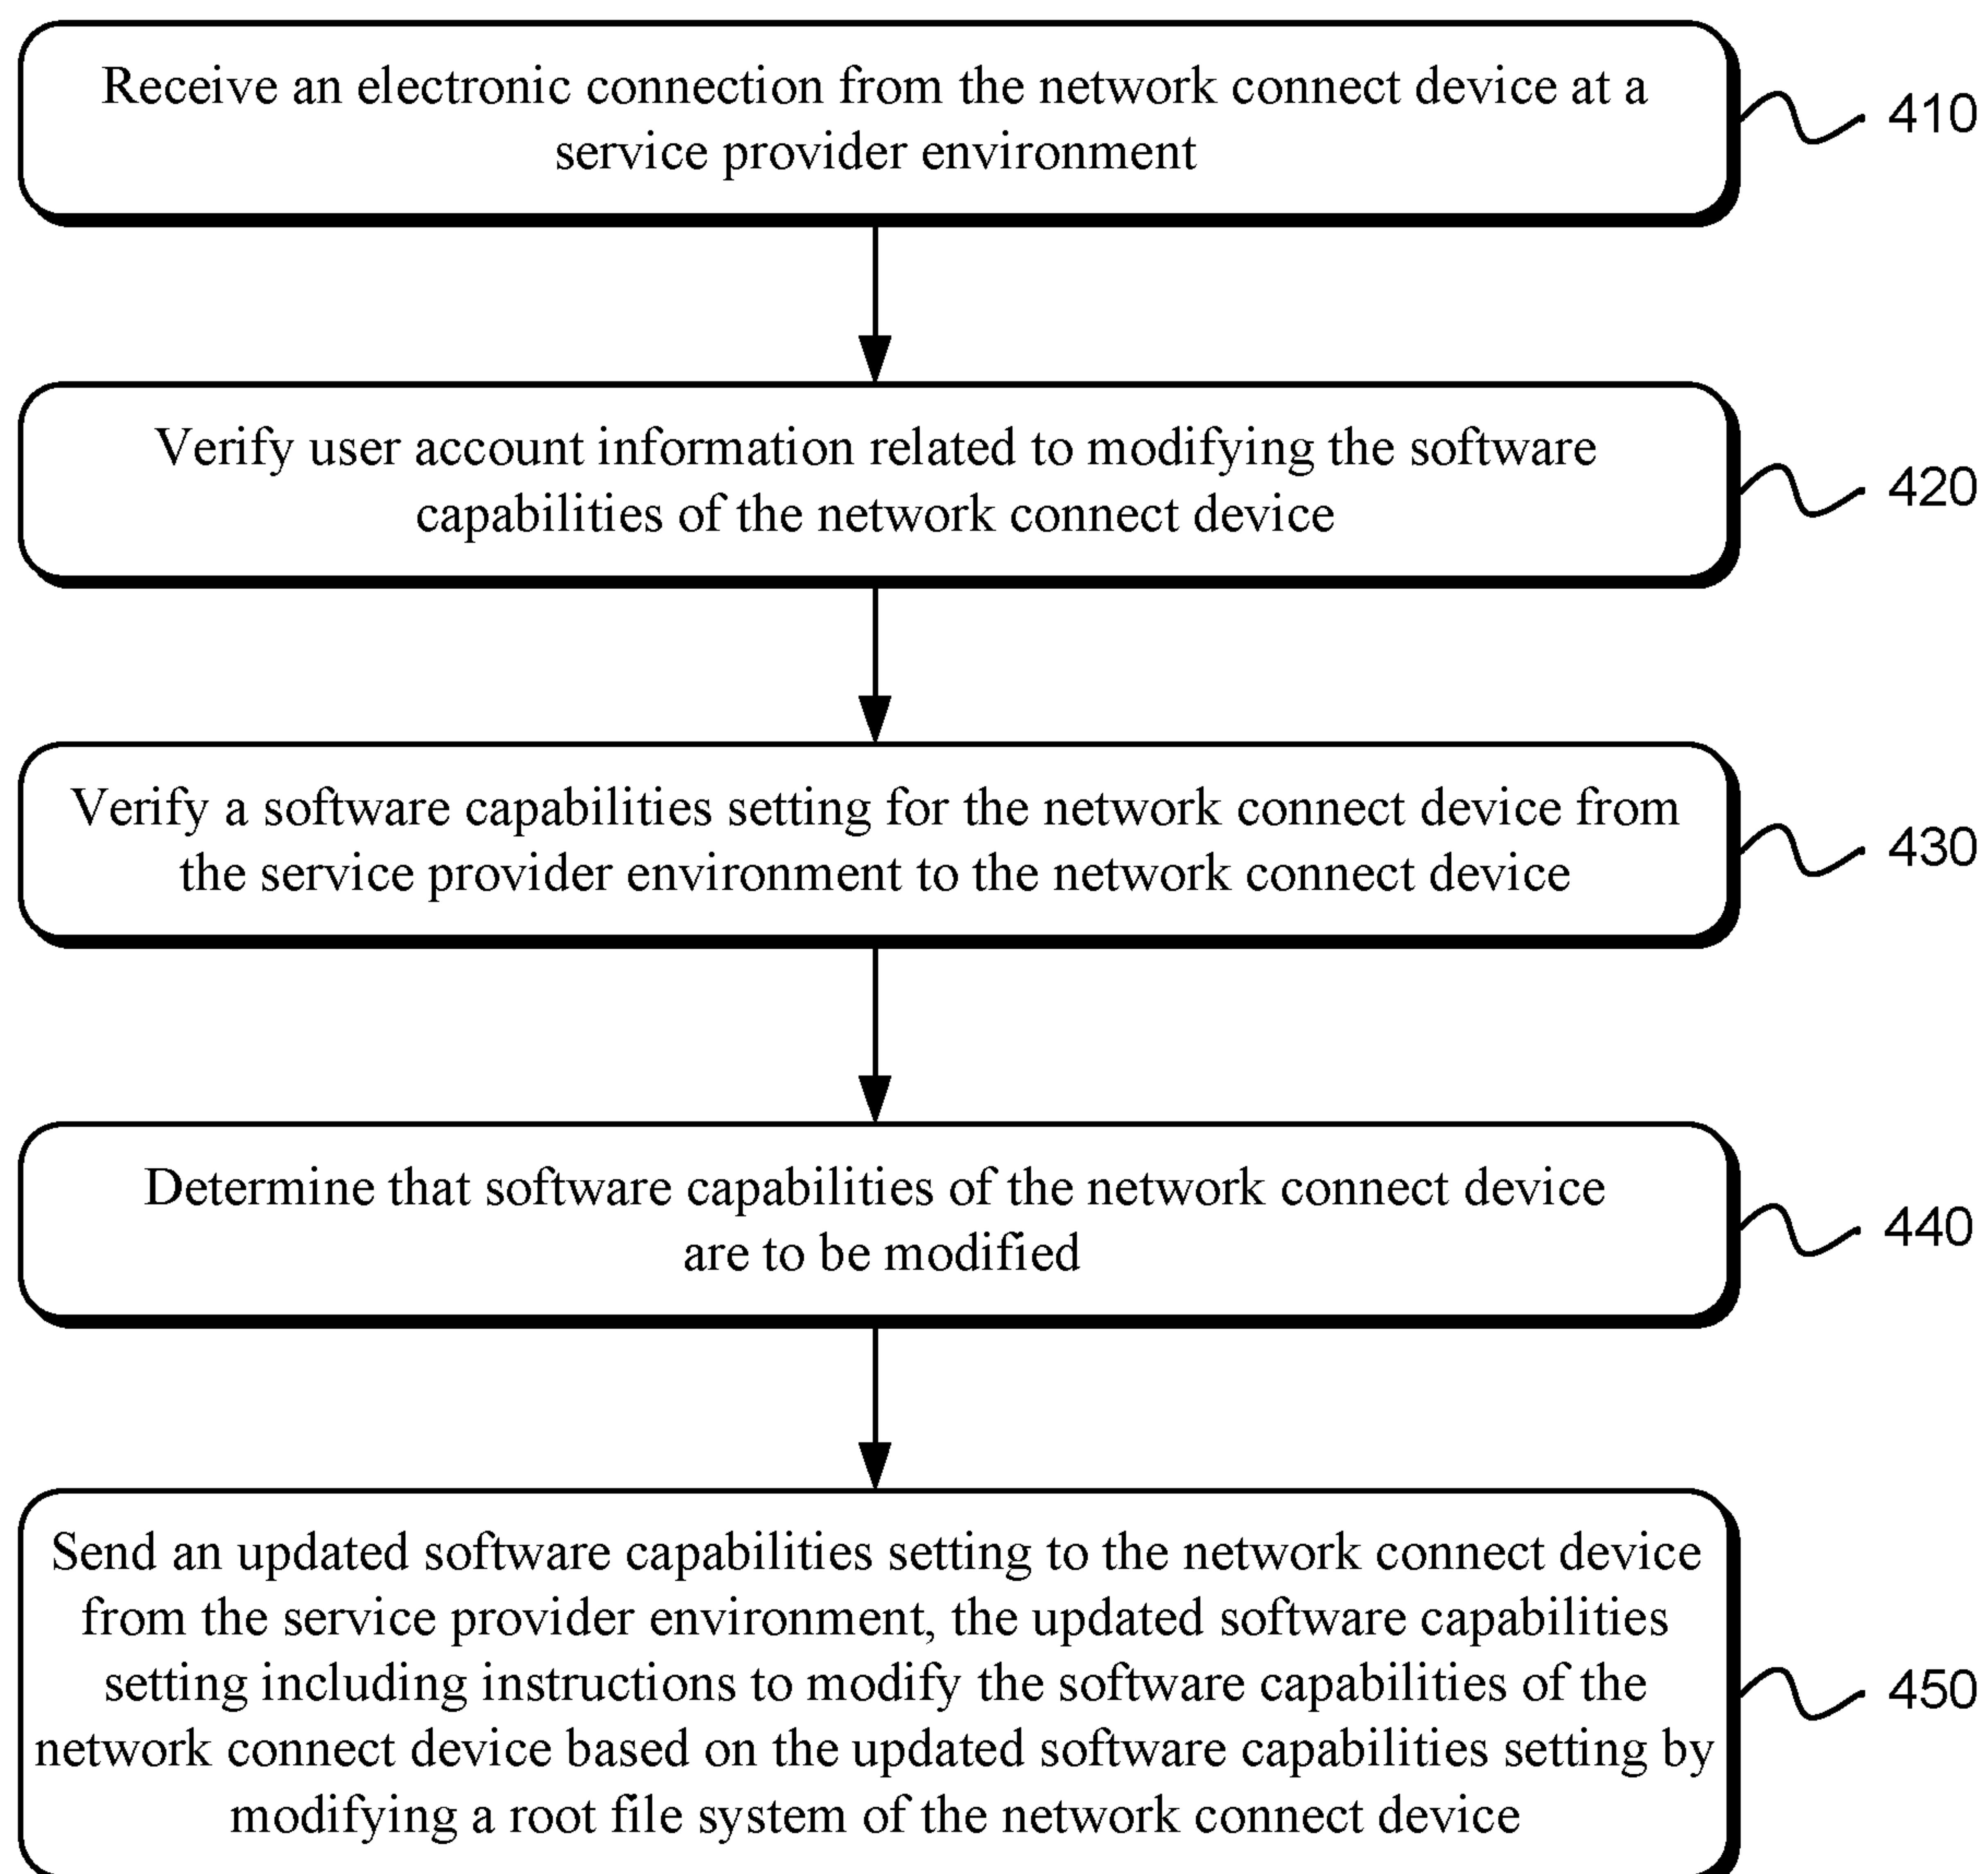 Receive an electronic connection from the network connect device at a
service provider environment
410
Verify user account information related to modifying the software
capabilities of the network connect device
420
Verify a software capabilities setting for the network connect device from
the service provider environment to the network connect device
430
Determine that software capabilities of the network connect device
are to be modified
440
Send an updated software capabilities setting to the network connect device
from the service provider environment, the updated software capabilities
setting including instructions to modify the software capabilities of the
network connect device based on the updated software capabilities setting by
modifying a root file system of the network connect device
450